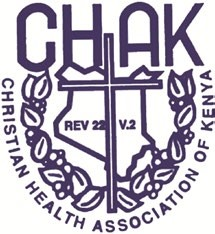 CHAK
REV 22 V.2
CHRISTIAN HEALTH ASSOCIATION OF KENYA